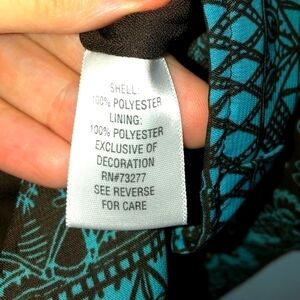 SHELL:
100% POLYESTER
LINING:
100% POLYESTER
EXCLUSIVE OF
DECORATION
RN#73277
SEE REVERSE
FOR CARE